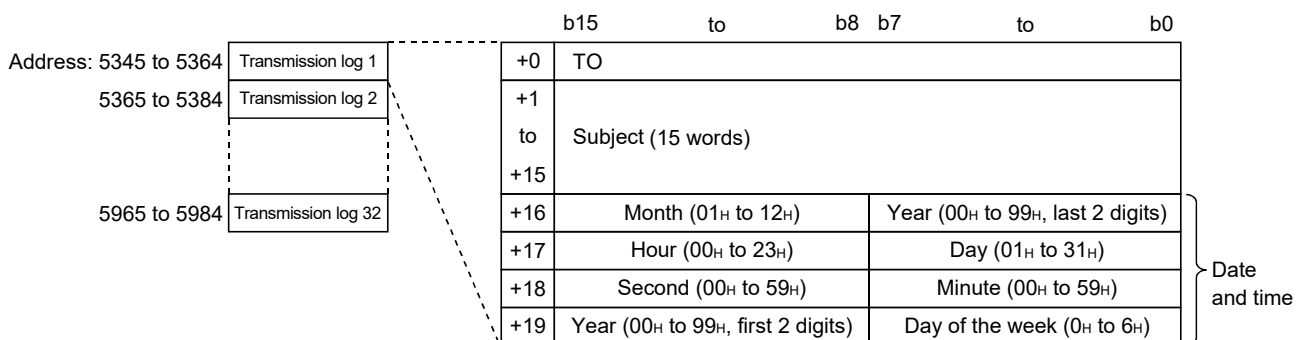 b15 to b8 b7 to b0
Address: 5345 to 5364 Transmission log 1 +0 TO
5365 to 5384 Transmission log 2 +1
to Subject (15 words)
+15
5965 to 5984 Transmission log 32 +16 Month (01H to 12H) Year (00H to 99H, last 2 digits)
+17 Hour (00H to 23H) Day (01H to 31H)
+18 Second (00H to 59H) Minute (00H to 59H)
+19 Year (00H to 99H, first 2 digits) Day of the week (0H to 6H)
Date
and time